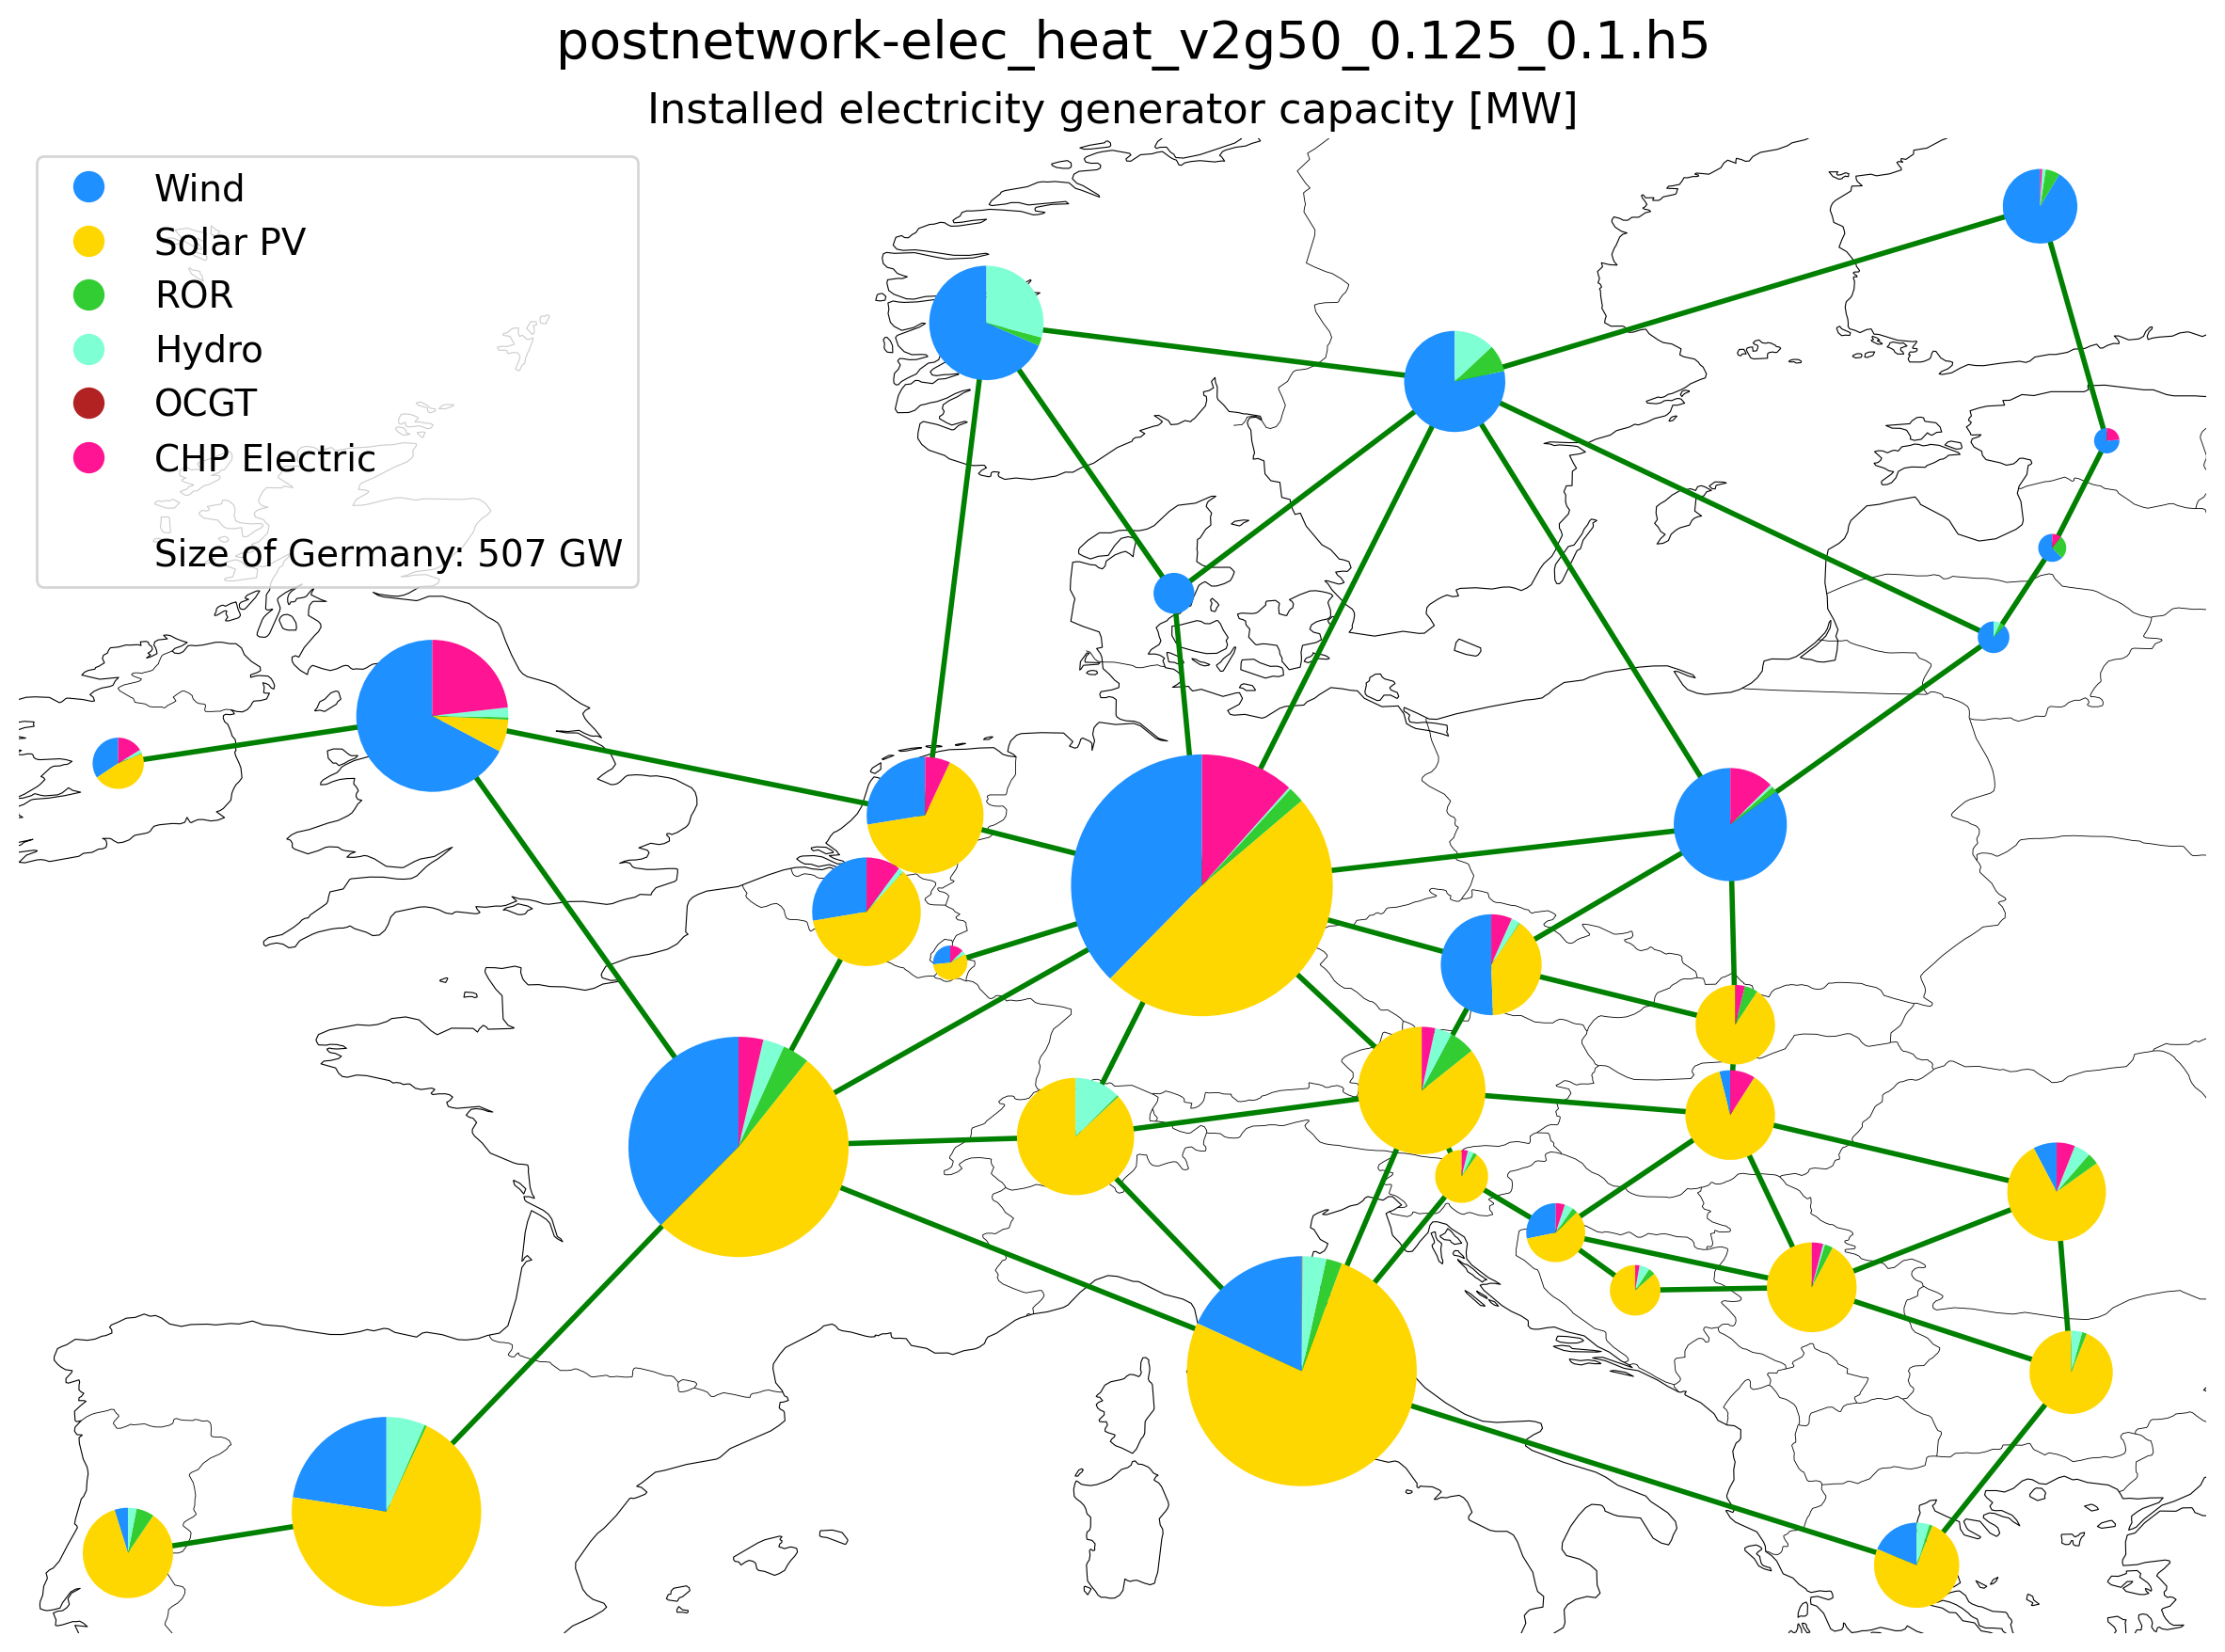 postnetwork-elec_heat_v2g50_0.125_0.1.h5
Installed electricity generator capacity [MW]
Wind
Solar PV
ROR
Hydro
OCGT
CHP Electric
Size of Germany: 507 GW